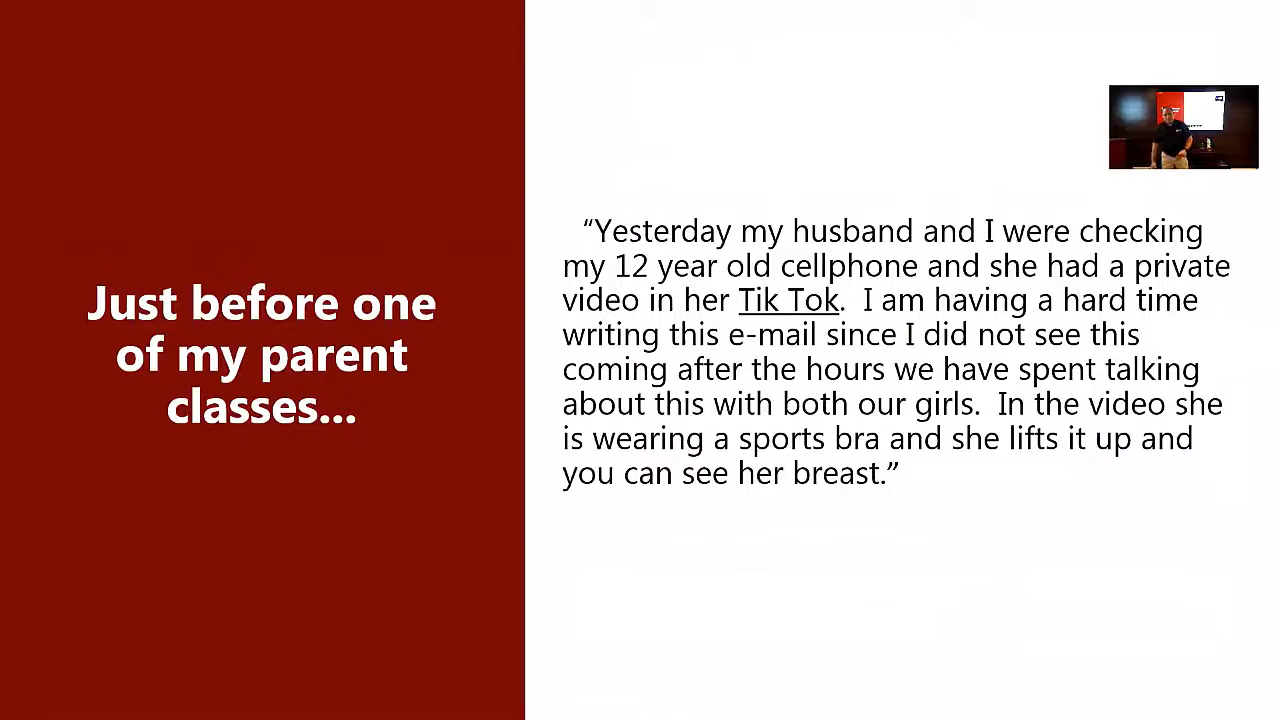 Just before one
of my parent
classes...
“Yesterday my husband and I were checking
my 12 year old cellphone and she had a private
video in her Tik Tok.  I am having a hard time
writing this e-mail since I did not see this
coming after the hours we have spent talking
about this with both our girls.  In the video she
is wearing a sports bra and she lifts it up and
you can see her breast.”